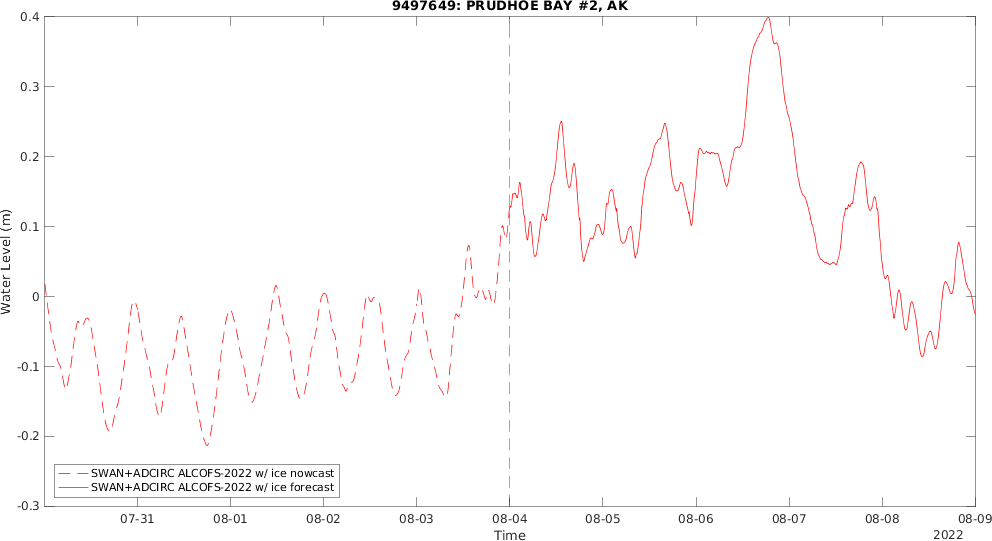 9497649: PRUDHOE BAY #2, AK
0.4
0.3
0.2
0.1
0
-0.1
-0.2
-0.3
Water Level (m)
SWAN+ADCIRC ALCOFS-2022 w/ ice nowcast
SWAN+ADCIRC ALCOFS-2022 w/ ice forecast
07-31 08-01 08-02 08-03 08-04 08-05 08-06 08-07 08-08 08-09
Time
2022